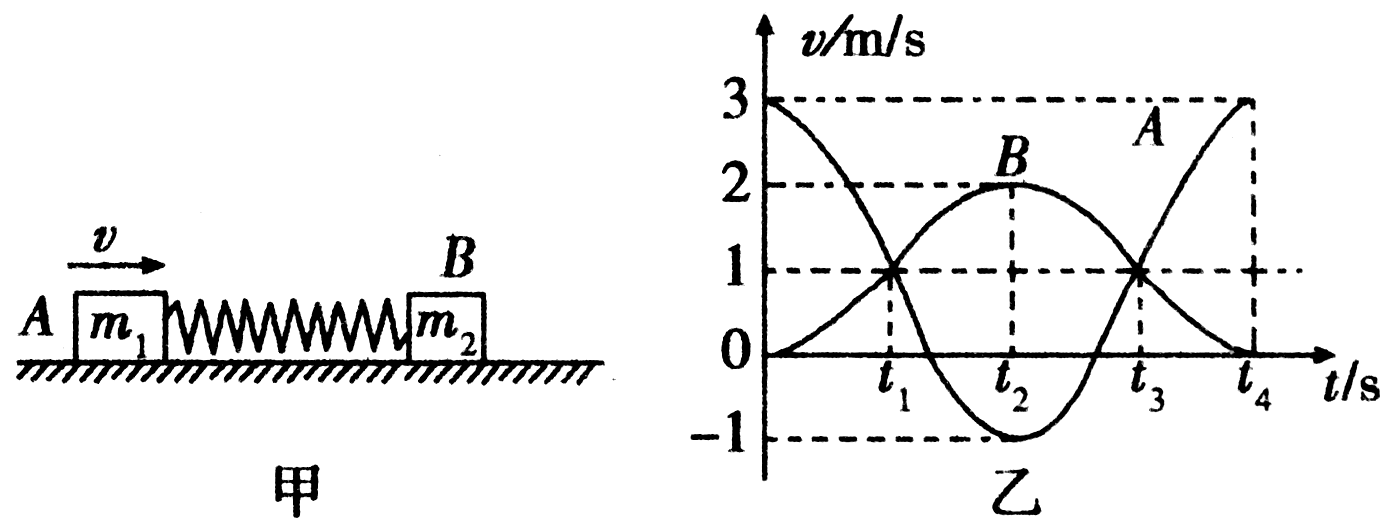 v
A
m₁
m₂
B
甲
v/m/s
3
2
1
0
-1
A
B
t₁
t₂
t₃
t₄
t/s
乙